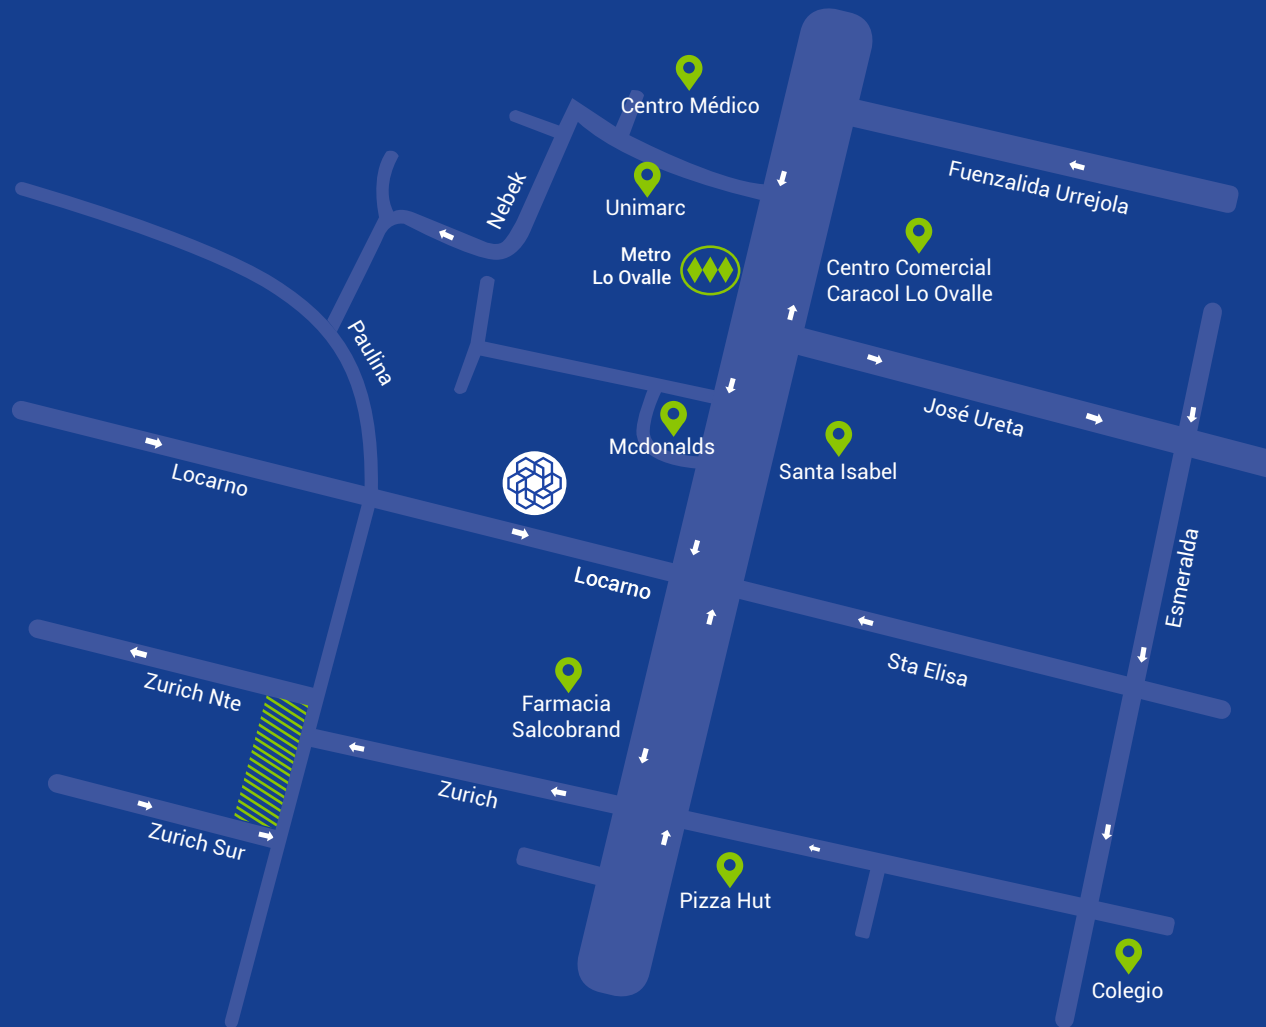 Centro Médico
Fuenzalida Urrejola
Nebek
Unimarc
Metro
Lo Ovalle
Centro Comercial
Caracol Lo Ovalle
Paulina
José Ureta
Mcdonalds
Santa Isabel
Locarno
Locarno
Esmeralda
Sta Elisa
Zurich Nte
Farmacia
Salcobrand
Zurich
Zurich Sur
Pizza Hut
Colegio